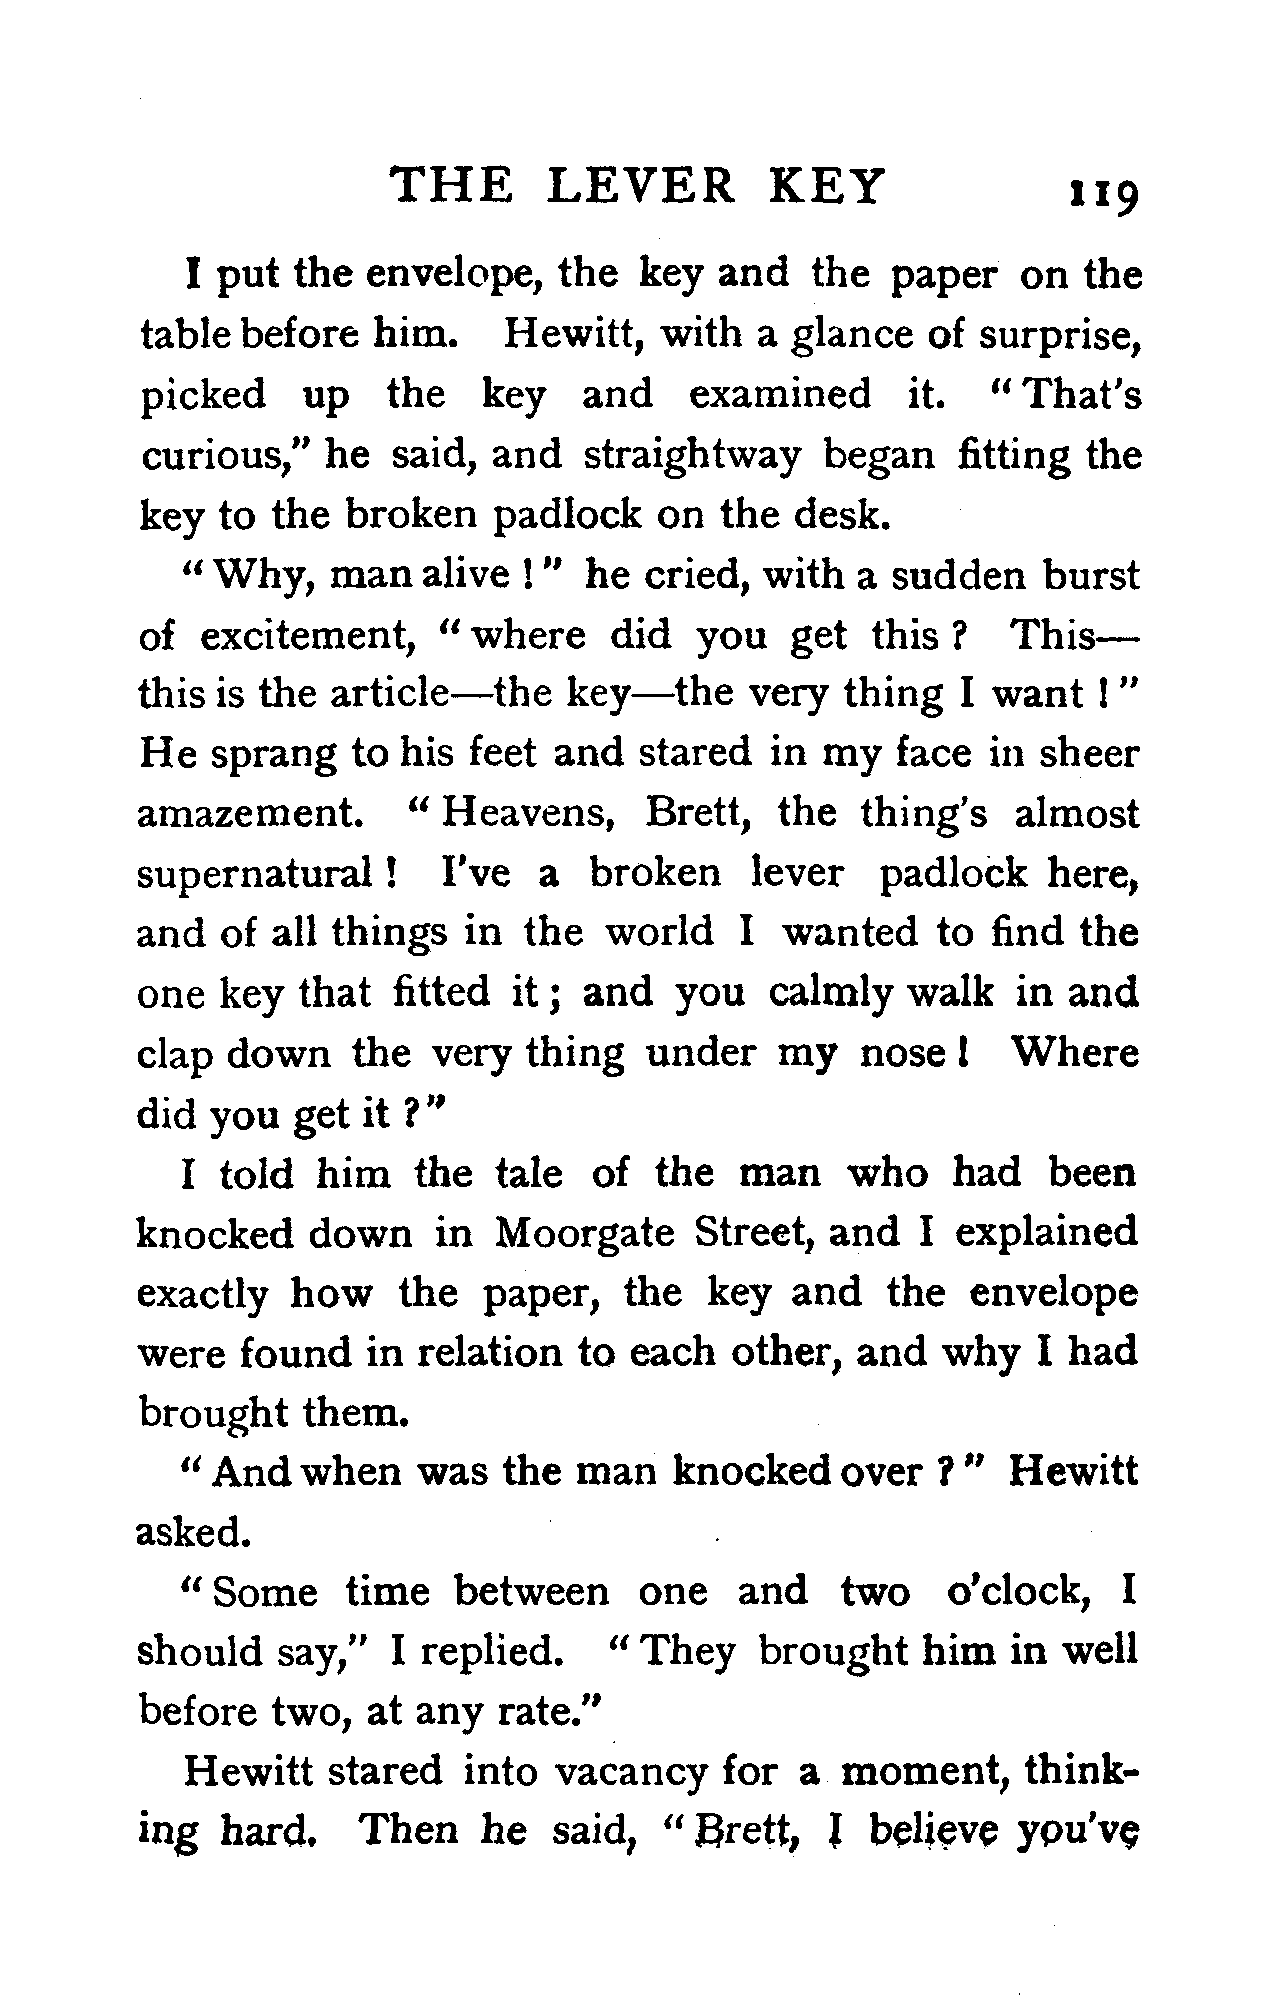 THE LEVER KEY 119
I put the envelope, the key and the paper on the
table before him. Hewitt, with a glance of surprise,
picked up the key and examined it. "That's
curious," he said, and straightway began fitting the
key to the broken padlock on the desk.
"Why, man alive!" he cried, with a sudden burst
of excitement, "where did you get this? This—
this is the article—the key—the very thing I want!"
He sprang to his feet and stared in my face in sheer
amazement. "Heavens, Brett, the thing's almost
supernatural! I've a broken lever padlock here,
and of all things in the world I wanted to find the
one key that fitted it; and you calmly walk in and
clap down the very thing under my nose! Where
did you get it?"
I told him the tale of the man who had been
knocked down in Moorgate Street, and I explained
exactly how the paper, the key and the envelope
were found in relation to each other, and why I had
brought them.
"And when was the man knocked over?" Hewitt
asked.
"Some time between one and two o'clock, I
should say," I replied. "They brought him in well
before two, at any rate."
Hewitt stared into vacancy for a moment, think-
ing hard. Then he said, "Brett, I believe you've